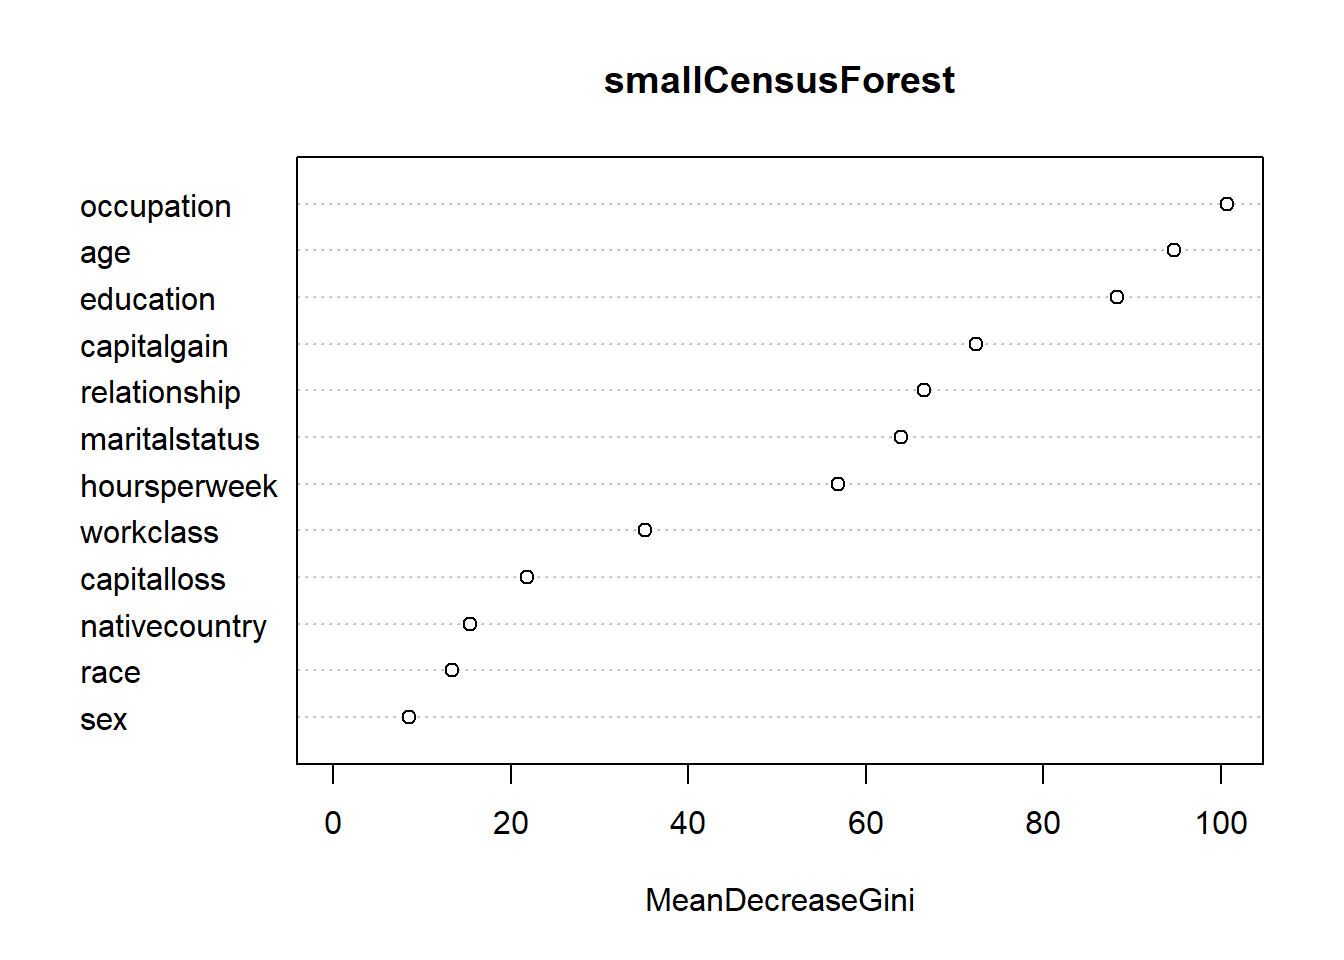 smallCensusForest
occupation
age
education
capitalgain
relationship
maritalstatus
hoursperweek
workclass
capitalloss
nativecountry
race
sex
0 20 40 60 80 100
MeanDecreaseGini